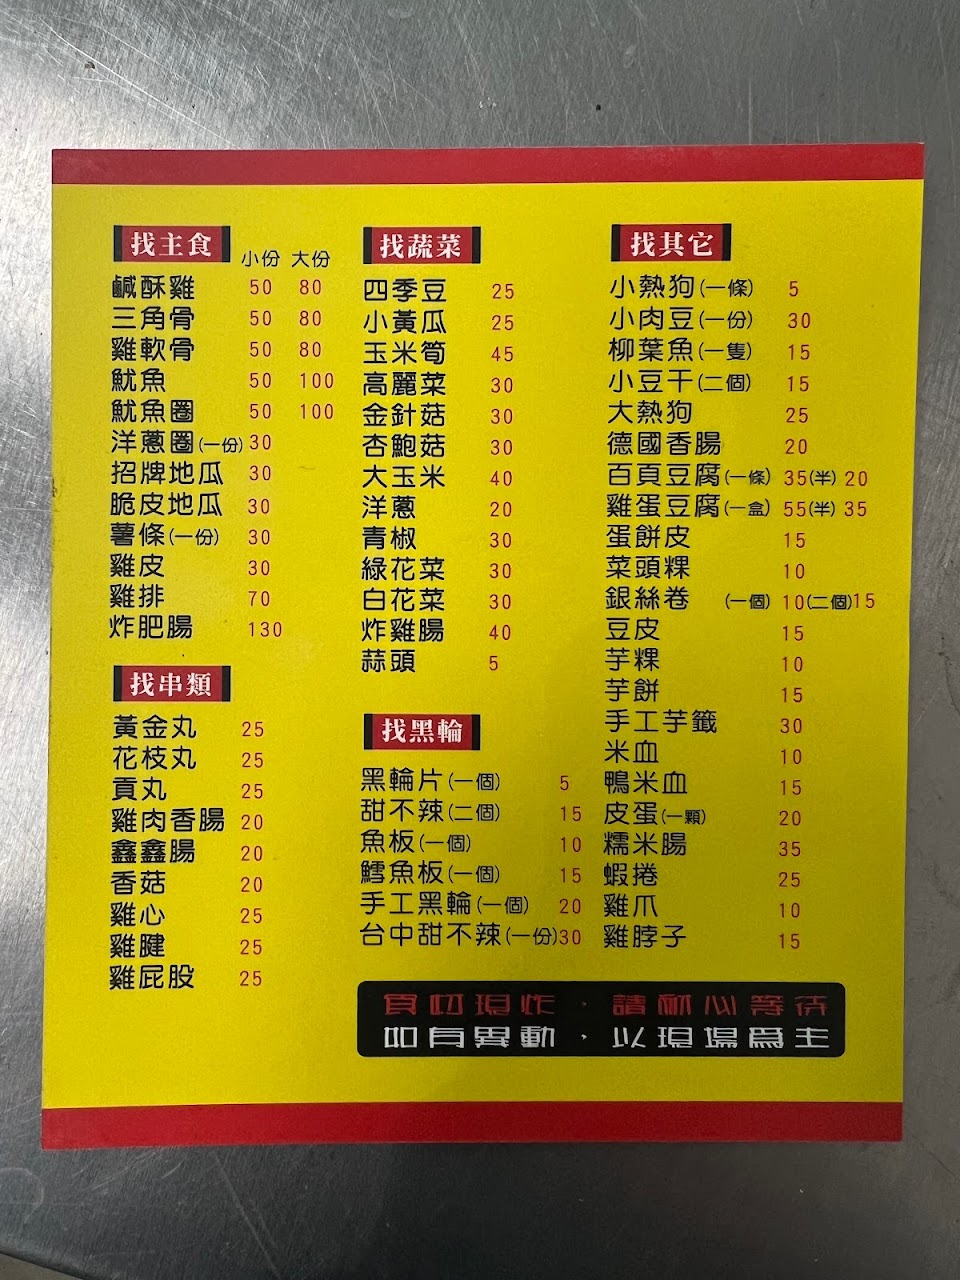 找主食
小份 大份
鹹酥雞 50 80
三角骨 50 80
雞軟骨 50 80
魷魚 50 100
魷魚圈 50 100
洋蔥圈(一份) 30
招牌地瓜 30
脆皮地瓜 30
薯條(一份) 30
雞皮 30
雞排 70
炸肥腸 130
找串類
黃金丸 25
花枝丸 25
貢丸 25
雞肉香腸 20
鑫鑫腸 20
香菇 20
雞心 25
雞腱 25
雞屁股 25
找蔬菜
四季豆 25
小黃瓜 25
玉米筍 45
高麗菜 30
金針菇 30
杏鮑菇 30
大玉米 40
洋蔥 20
青椒 30
綠花菜 30
白花菜 30
炸雞腸 40
蒜頭 5
找黑輪
黑輪片(一個) 5
甜不辣(二個) 15
魚板(一個) 10
鱈魚板(一個) 15
手工黑輪(一個) 20
台中甜不辣(一份)30
找其它
小熱狗(一條) 5
小肉豆(一份) 30
柳葉魚(一隻) 15
小豆干(二個) 15
大熱狗 25
德國香腸 20
百頁豆腐(一條) 35(半) 20
雞蛋豆腐(一盒) 55(半) 35
蛋餅皮 15
菜頭粿 10
銀絲卷 (一個) 10(二個)15
豆皮 15
芋粿 10
芋餅 15
手工芋籤 30
米血 10
鴨米血 15
皮蛋(一顆) 20
糯米腸 35
蝦捲 25
雞爪 10
雞脖子 15
食叻現炸．請耐心等待
如有異動．以現場為主